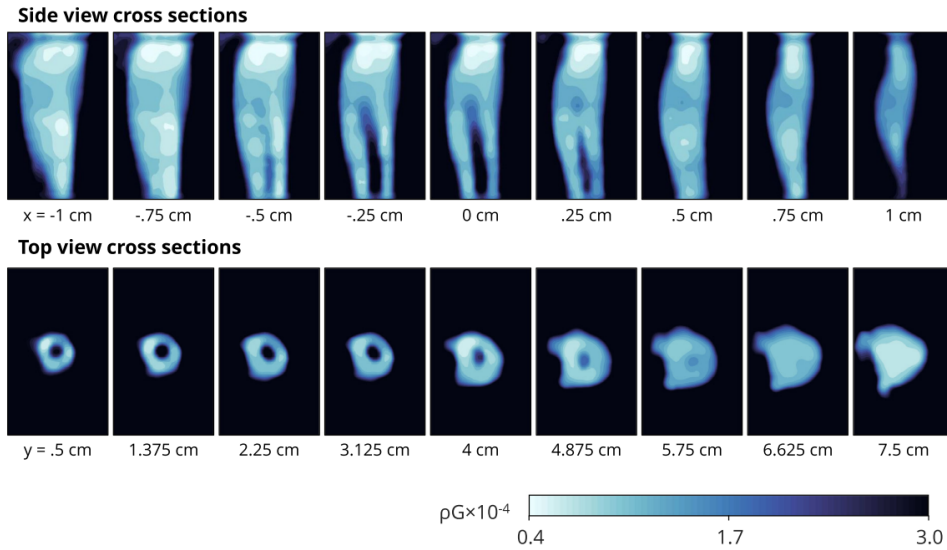 Side view cross sections
x = -1 cm -.75 cm -.5 cm -.25 cm 0 cm .25 cm .5 cm .75 cm 1 cm
Top view cross sections
y = .5 cm 1.375 cm 2.25 cm 3.125 cm 4 cm 4.875 cm 5.75 cm 6.625 cm 7.5 cm
ρG×10⁻⁴
0.4 1.7 3.0